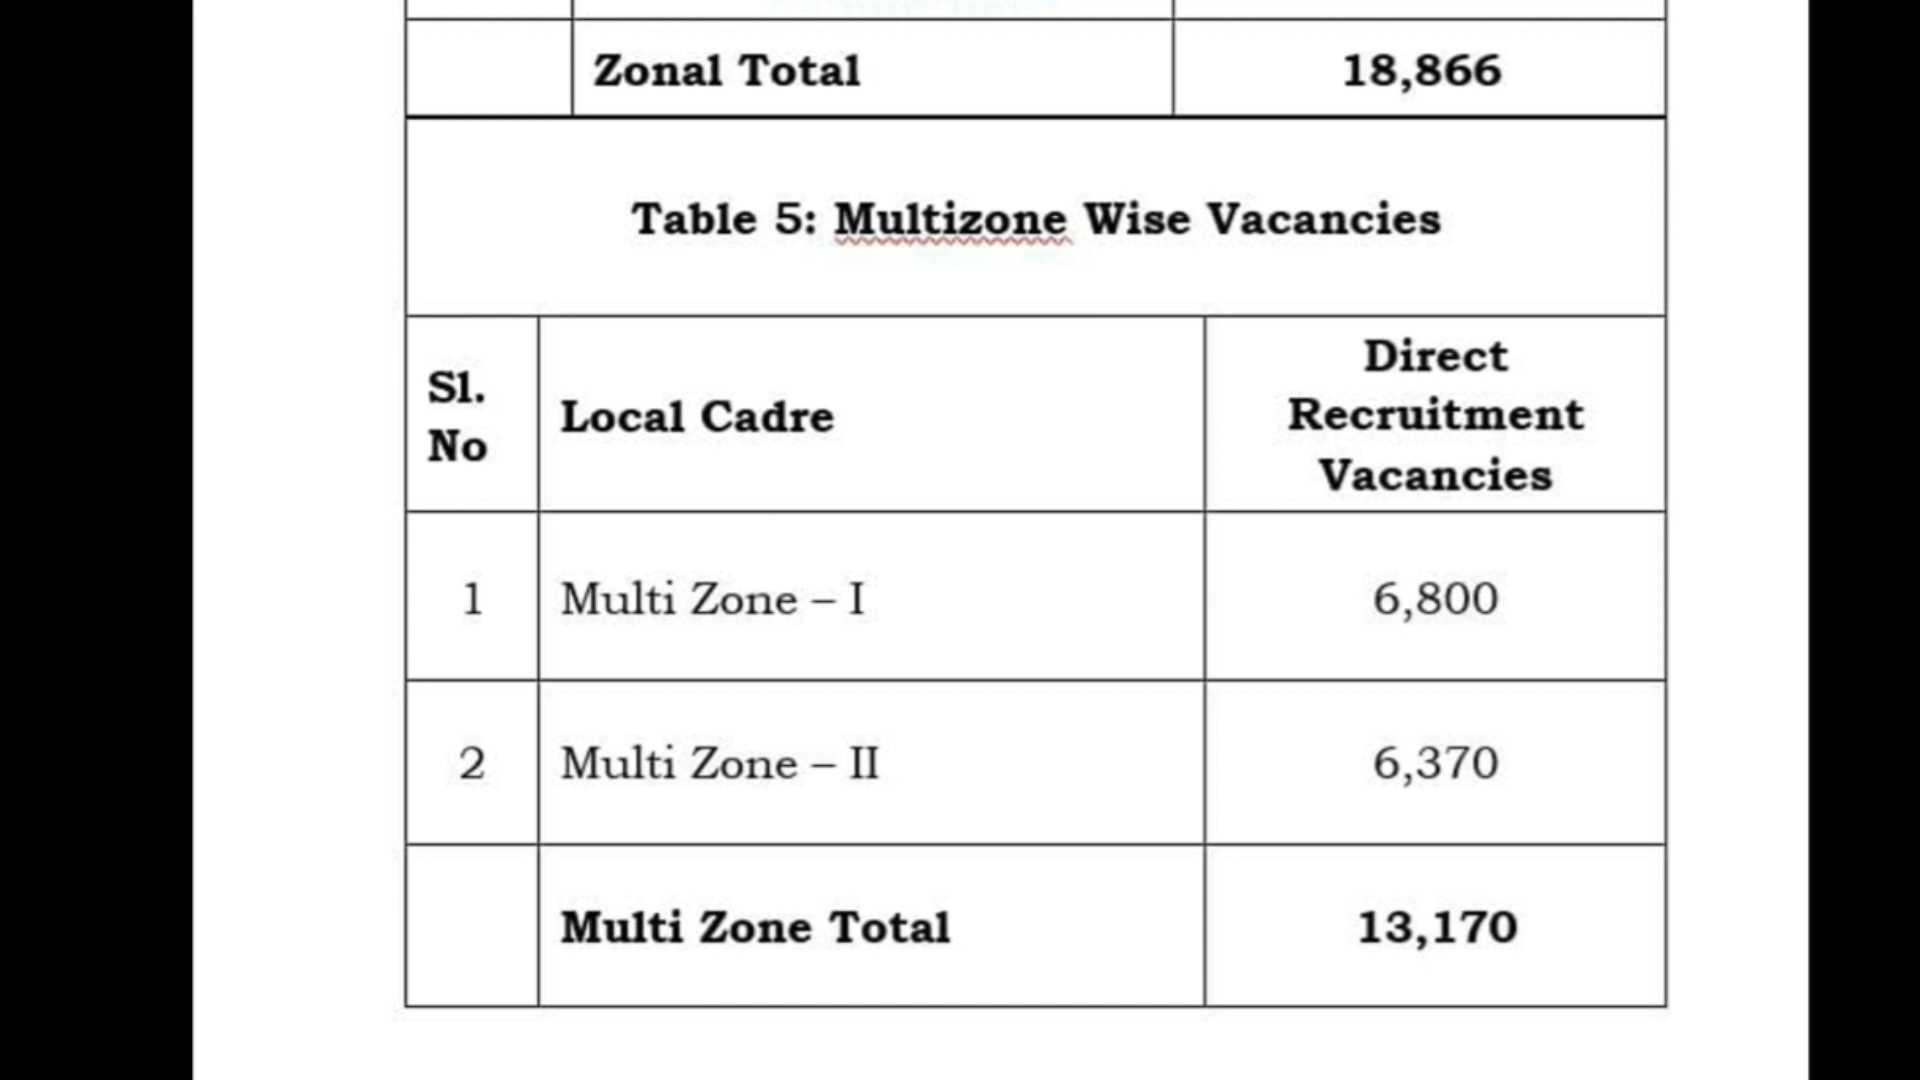 Zonal Total 18,866
Table 5: Multizone Wise Vacancies
Sl. No
Local Cadre
Direct Recruitment Vacancies
1 Multi Zone – I 6,800
2 Multi Zone – II 6,370
Multi Zone Total 13,170